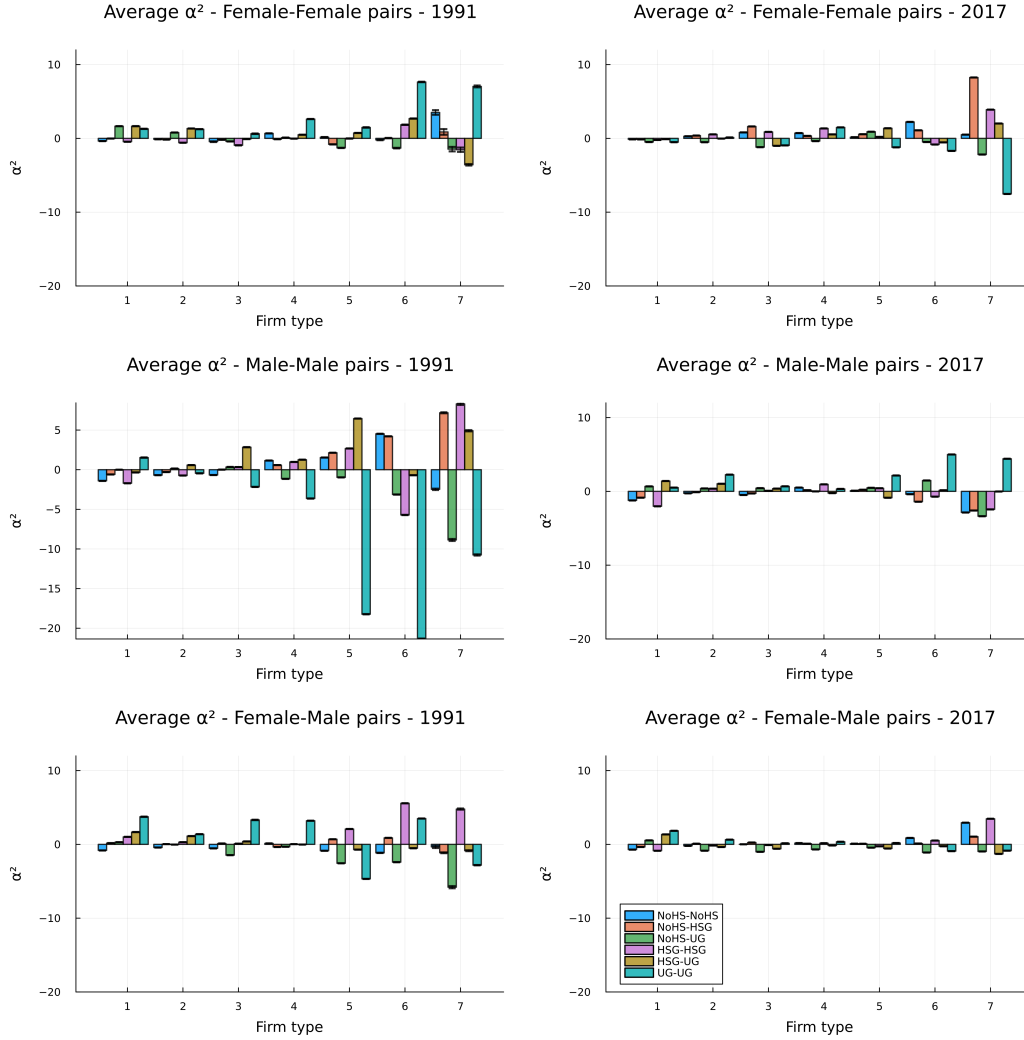 Average α² - Female-Female pairs - 1991
10
0
−10
−20
α²
1 2 3 4 5 6 7
Firm type
Average α² - Female-Female pairs - 2017
10
0
−10
−20
α²
1 2 3 4 5 6 7
Firm type
Average α² - Male-Male pairs - 1991
5
0
−5
−10
−15
−20
α²
1 2 3 4 5 6 7
Firm type
Average α² - Male-Male pairs - 2017
10
0
−10
−20
α²
1 2 3 4 5 6 7
Firm type
Average α² - Female-Male pairs - 1991
10
0
−10
−20
α²
1 2 3 4 5 6 7
Firm type
Average α² - Female-Male pairs - 2017
10
0
−10
−20
α²
NoHS-NoHS
NoHS-HSG
NoHS-UG
HSG-HSG
HSG-UG
UG-UG
1 2 3 4 5 6 7
Firm type